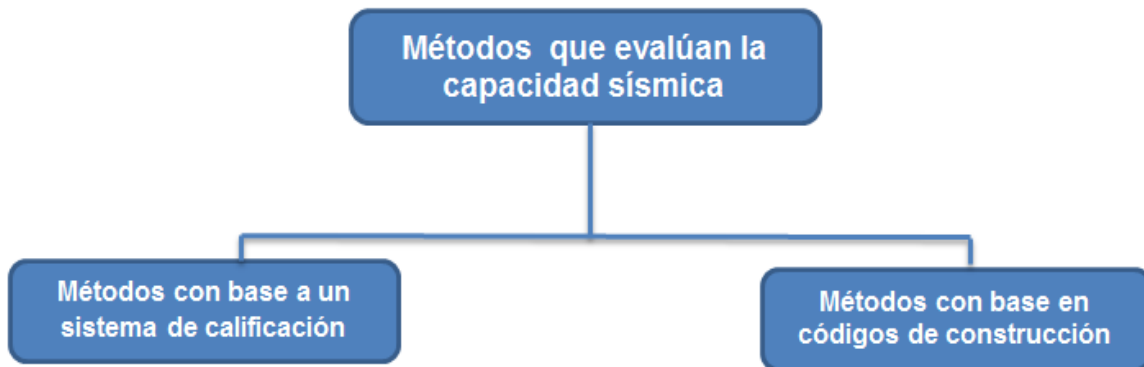 Métodos que evalúan la
capacidad sísmica
Métodos con base a un
sistema de calificación
Métodos con base en
códigos de construcción